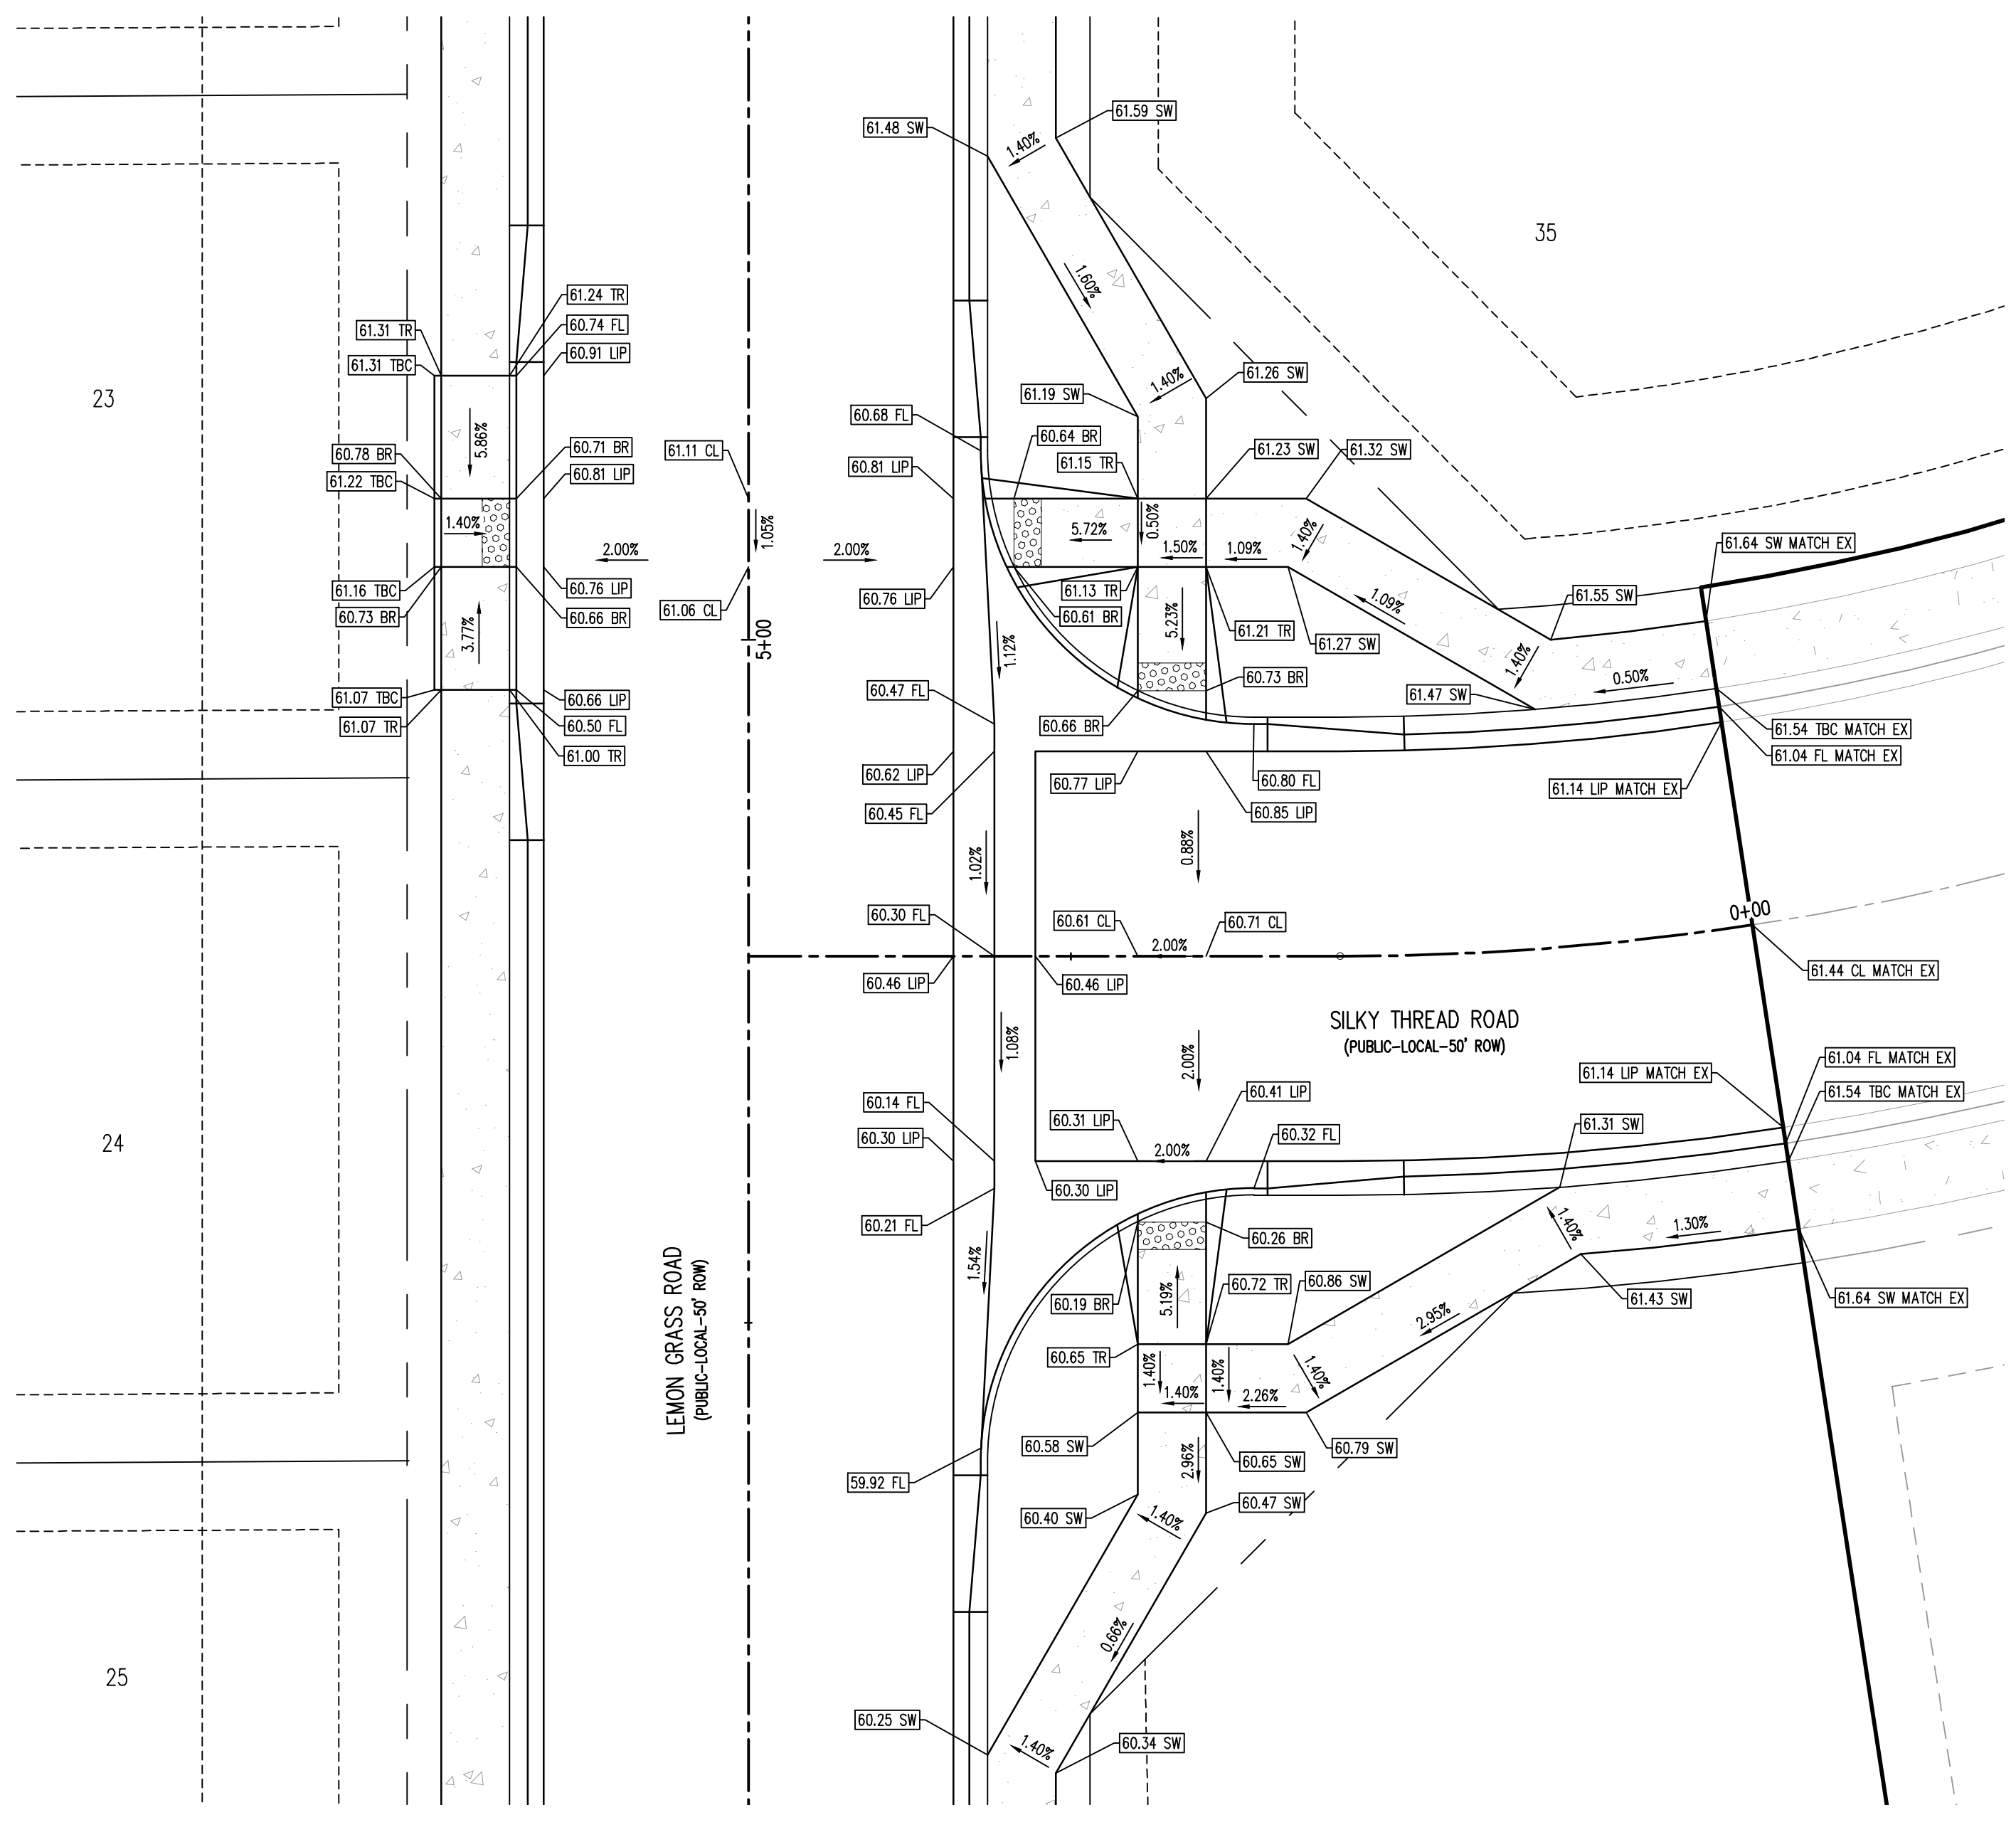 61.59 SW
61.48 SW
1.40%
35
1.60%
61.24 TR
60.74 FL
60.91 LIP
61.31 TR
61.31 TBC
23
5.86%
61.26 SW
1.40%
61.19 SW
60.68 FL
60.64 BR
61.23 SW
61.32 SW
60.78 BR
60.71 BR
61.11 CL
60.81 LIP
61.15 TR
61.22 TBC
60.81 LIP
1.40%
2.00%
1.05%
2.00%
5.72%
0.50%
1.50%
1.09%
1.40%
61.64 SW MATCH EX
61.16 TBC
60.73 BR
60.76 LIP
60.66 BR
61.06 CL
60.76 LIP
61.13 TR
60.61 BR
5.23%
1.09%
61.55 SW
3.77%
5+00
1.12%
61.21 TR
61.27 SW
60.73 BR
1.40%
0.50%
61.07 TBC
61.07 TR
60.66 LIP
60.50 FL
61.00 TR
60.47 FL
60.66 BR
61.47 SW
61.54 TBC MATCH EX
61.04 FL MATCH EX
61.14 LIP MATCH EX
60.62 LIP
60.45 FL
60.77 LIP
60.80 FL
60.85 LIP
1.02%
0.88%
60.30 FL
60.61 CL
60.71 CL
0+00
2.00%
60.46 LIP
60.46 LIP
61.44 CL MATCH EX
SILKY THREAD ROAD
(PUBLIC-LOCAL-50' ROW)
1.08%
2.00%
61.04 FL MATCH EX
61.14 LIP MATCH EX
61.54 TBC MATCH EX
24
60.14 FL
60.30 LIP
60.31 LIP
60.41 LIP
60.32 FL
61.31 SW
2.00%
60.30 LIP
60.21 FL
60.26 BR
1.40%
1.30%
LEMON GRASS ROAD
(PUBLIC-LOCAL-50' ROW)
1.54%
60.19 BR
5.19%
60.72 TR
60.86 SW
2.95%
61.43 SW
61.64 SW MATCH EX
60.65 TR
1.40%
1.40%
1.40%
1.40%
2.26%
60.58 SW
2.96%
60.65 SW
60.79 SW
59.92 FL
60.47 SW
60.40 SW
1.40%
25
0.66%
60.25 SW
1.40%
60.34 SW